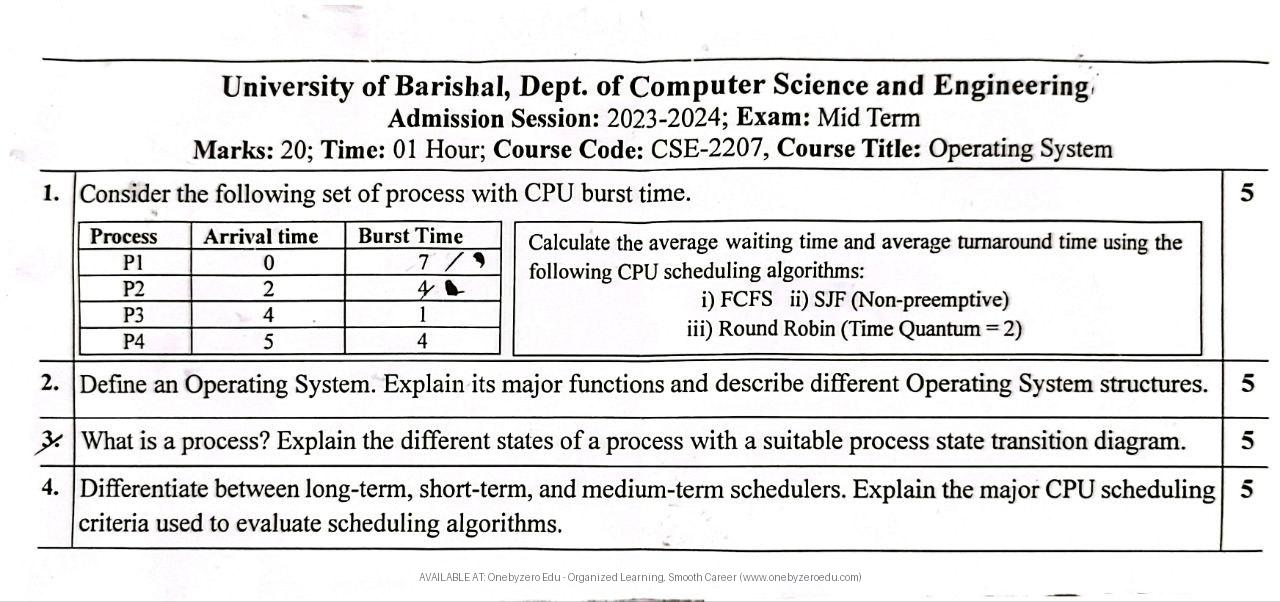 University of Barishal, Dept. of Computer Science and Engineering
Admission Session: 2023-2024; Exam: Mid Term
Marks: 20; Time: 01 Hour; Course Code: CSE-2207, Course Title: Operating System
1. Consider the following set of process with CPU burst time. 5
Process Arrival time Burst Time
P1 0 7
P2 2 4
P3 4 1
P4 5 4
Calculate the average waiting time and average turnaround time using the
following CPU scheduling algorithms:
i) FCFS ii) SJF (Non-preemptive)
iii) Round Robin (Time Quantum = 2)
2. Define an Operating System. Explain its major functions and describe different Operating System structures. 5
3. What is a process? Explain the different states of a process with a suitable process state transition diagram. 5
4. Differentiate between long-term, short-term, and medium-term schedulers. Explain the major CPU scheduling 5
criteria used to evaluate scheduling algorithms.
AVAILABLE AT: Onebyzero Edu - Organized Learning, Smooth Career (www.onebyzeroedu.com)